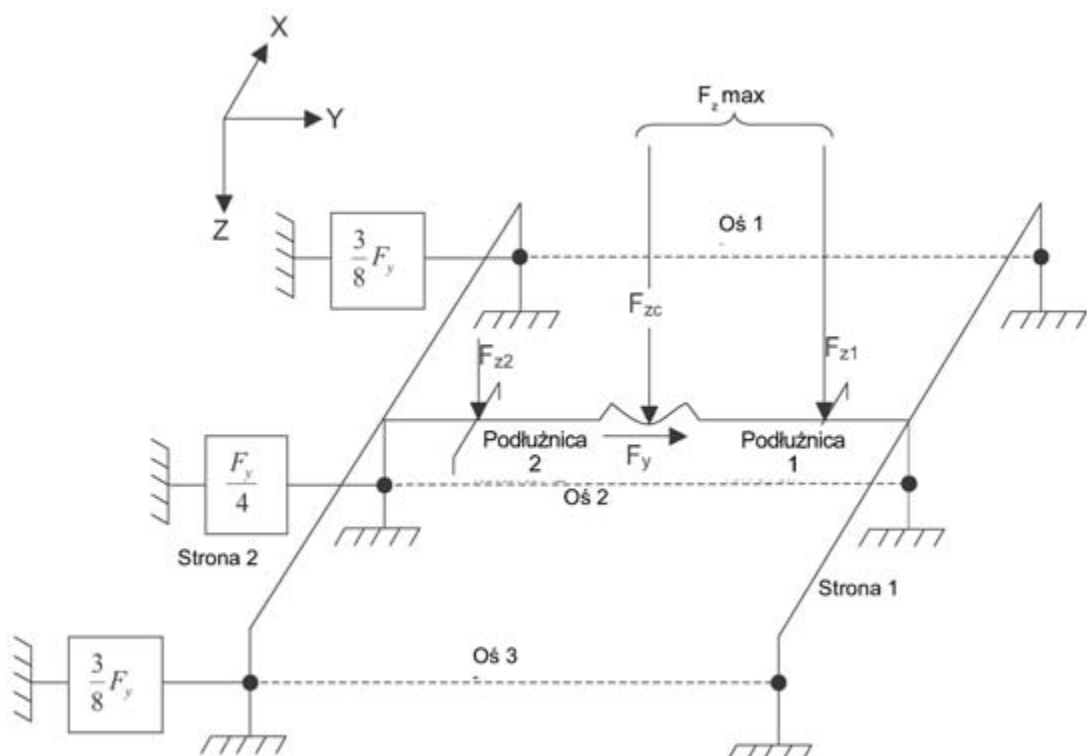 X
F_z max
Y
Z
Oś 1
3/8 F_y
F_zc
F_z2
F_z1
Podłużnica 2
F_y
Podłużnica 1
F_y/4
Oś 2
Strona 2
Strona 1
Oś 3
3/8 F_y